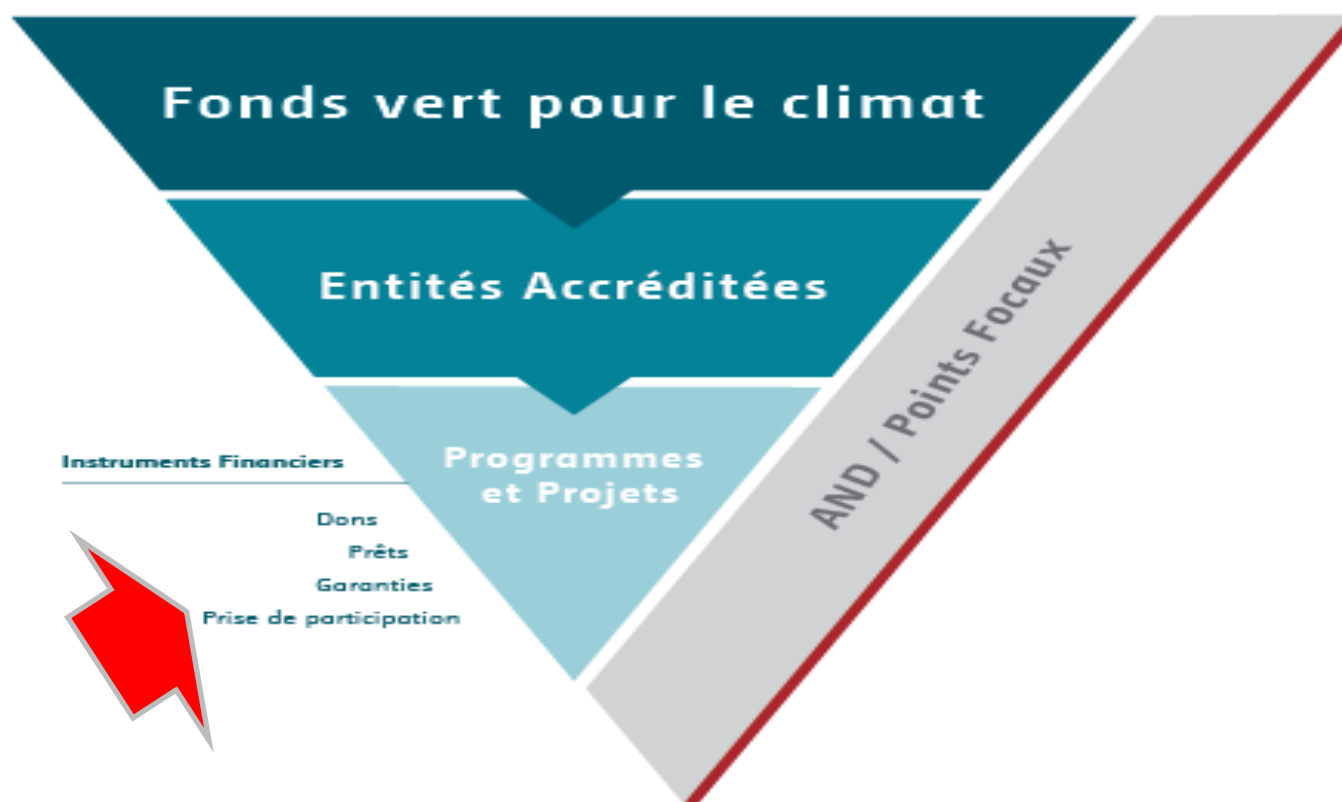 Fonds vert pour le climat
Entités Accréditées
Programmes
et Projets
AND / Points Focaux
Instruments Financiers
Dons
Prêts
Garanties
Prise de participation